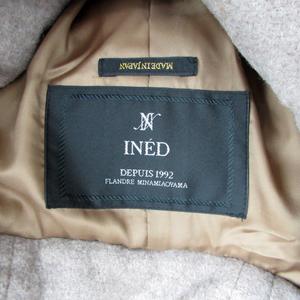 MADE IN JAPAN
INÉD
DEPUIS 1992
FLANDRE MINAMIAOYAMA